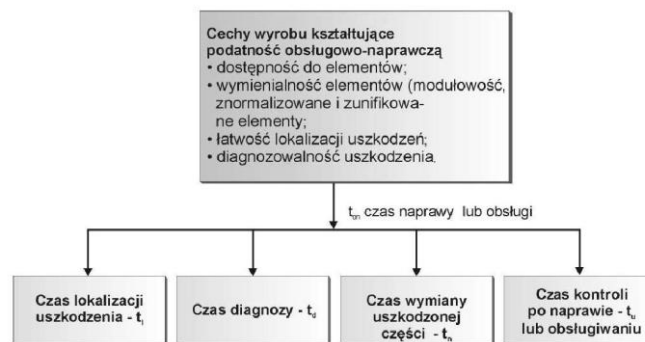 Cechy wyrobu kształtujące
podatność obsługowo-naprawczą
• dostępność do elementów;
• wymienialność elementów (modułowość,
znormalizowane i zunifikowa-
ne elementy;
• łatwość lokalizacji uszkodzeń;
• diagnozowalność uszkodzenia.
czas naprawy lub obsługi
Czas lokalizacji
uszkodzenia - tₗ
Czas diagnozy - t
Czas wymiany
uszkodzonej
części - t
Czas kontroli
po naprawie - t
lub obsługiwaniu